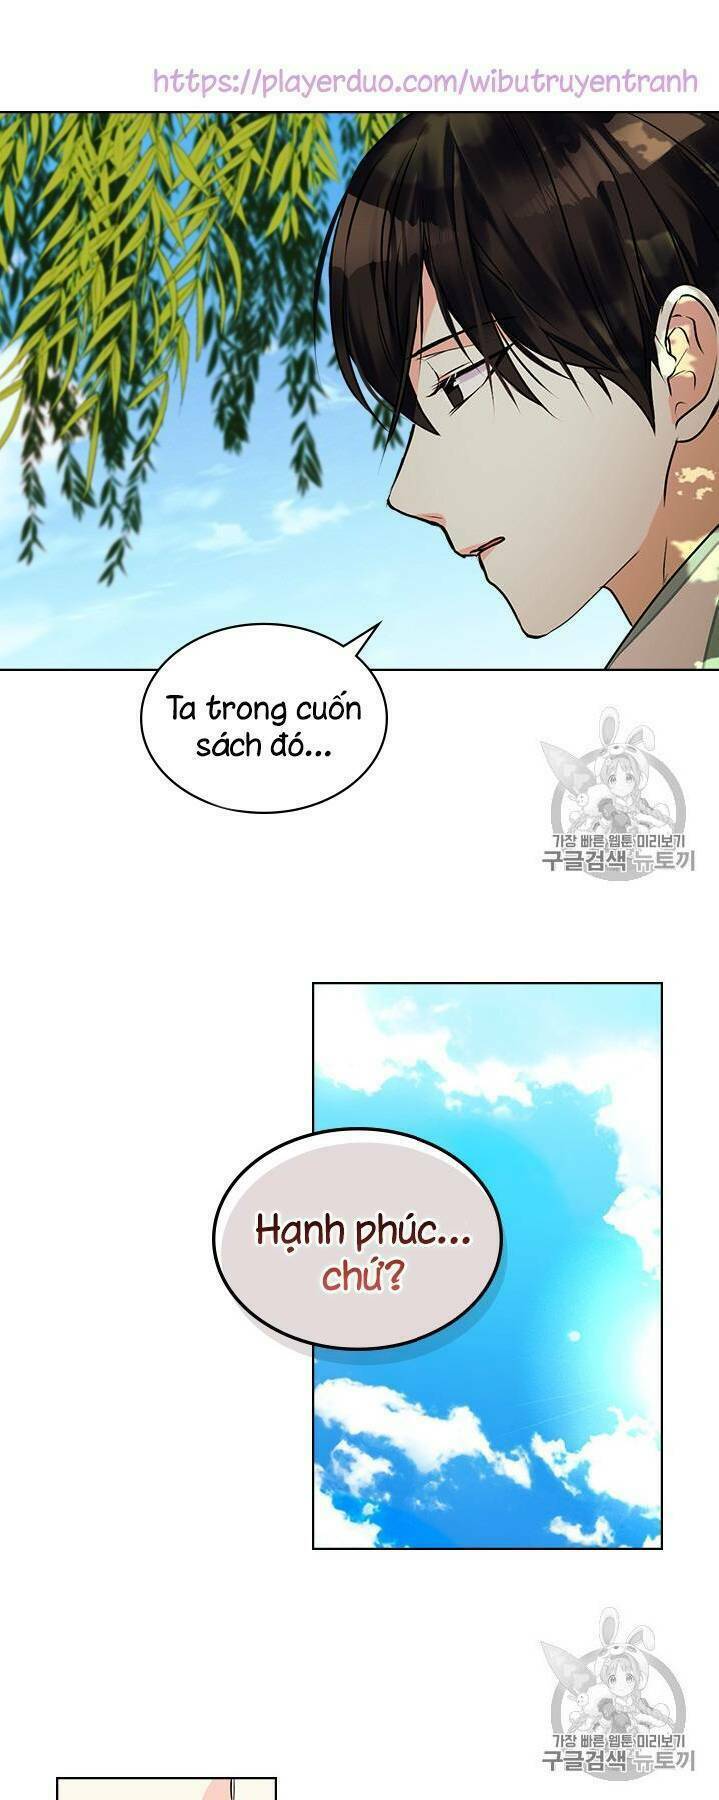 https://playerduo.com/wibutruyentranh
Ta trong cuốn
sách đó...
가장 빠른 웹툰 미리보기
구글검색 뉴토끼
Hạnh phúc...
chứ?
가장 빠른 웹툰 미리보기
구글검색 뉴토끼